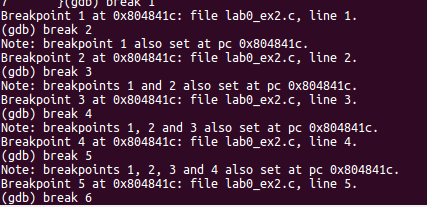 7 }(gdb) break 1
Breakpoint 1 at 0x804841c: file lab0_ex2.c, line 1.
(gdb) break 2
Note: breakpoint 1 also set at pc 0x804841c.
Breakpoint 2 at 0x804841c: file lab0_ex2.c, line 2.
(gdb) break 3
Note: breakpoints 1 and 2 also set at pc 0x804841c.
Breakpoint 3 at 0x804841c: file lab0_ex2.c, line 3.
(gdb) break 4
Note: breakpoints 1, 2 and 3 also set at pc 0x804841c.
Breakpoint 4 at 0x804841c: file lab0_ex2.c, line 4.
(gdb) break 5
Note: breakpoints 1, 2, 3 and 4 also set at pc 0x804841c.
Breakpoint 5 at 0x804841c: file lab0_ex2.c, line 5.
(gdb) break 6